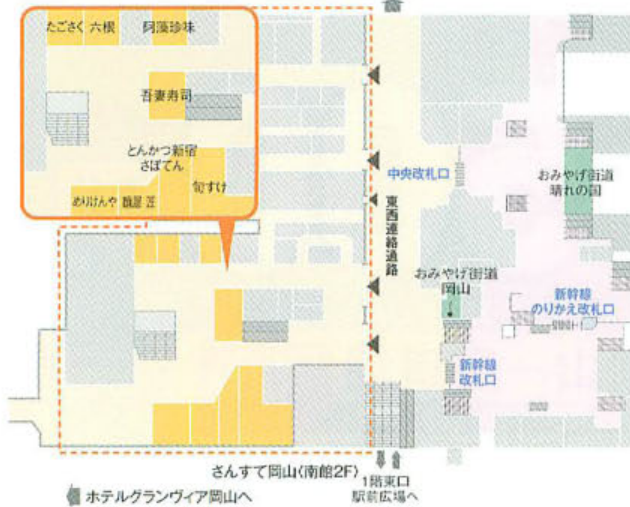 たごさく 六根 阿藻珍味
吾妻寿司
とんかつ新宿
さぼてん
旬すけ
めりけんや 麺屋 匠
中央改札口
東西連絡通路
おみやげ街道
晴れの国
おみやげ街道
岡山
新幹線
のりかえ改札口
新幹線
改札口
さんすて岡山〈南館2F〉
1階東口
駅前広場へ
ホテルグランヴィア岡山へ